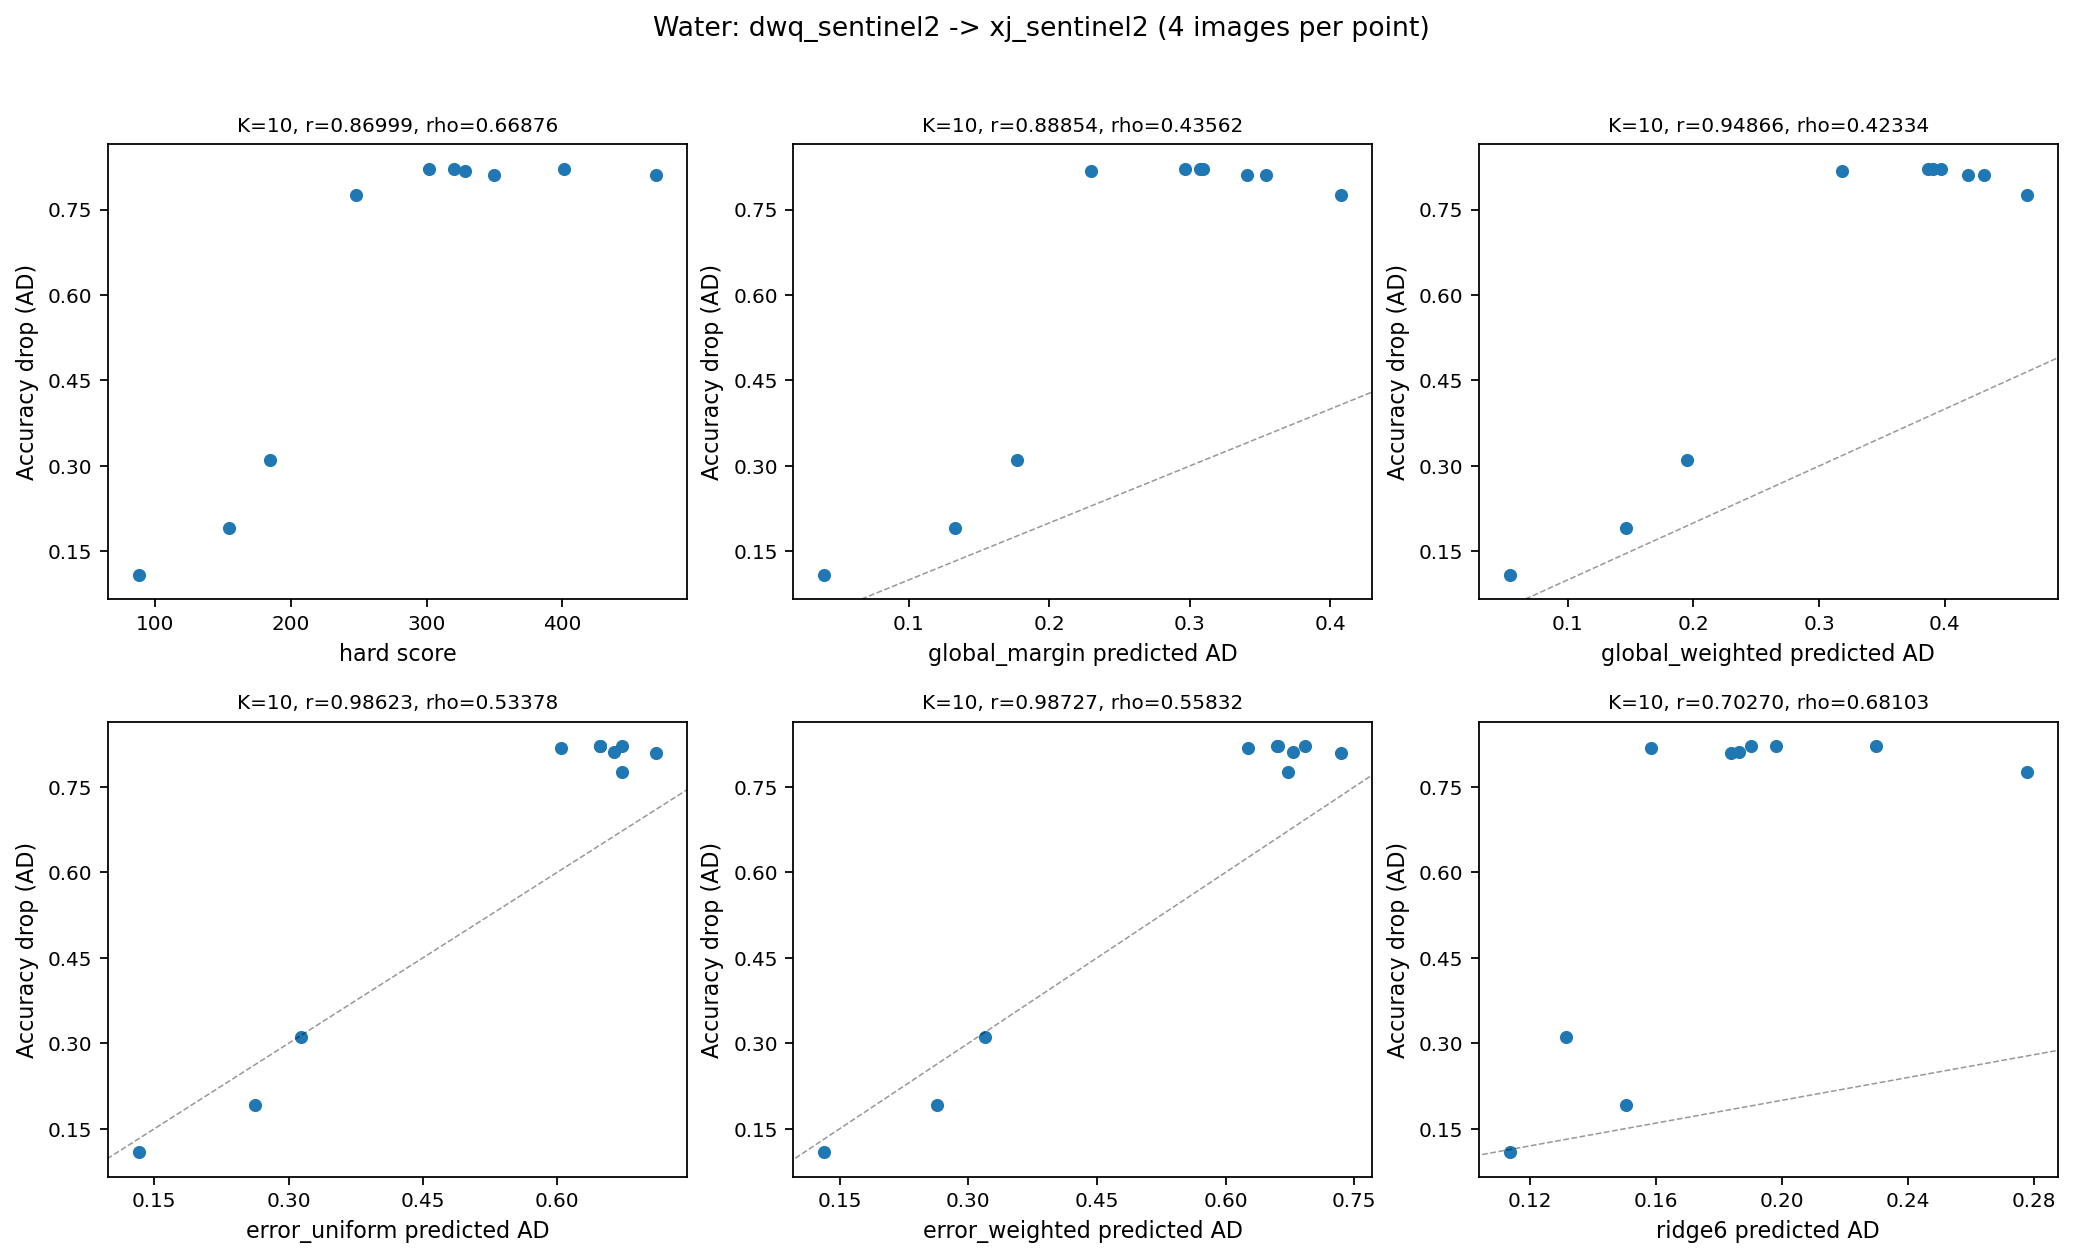 Water: dwq_sentinel2 -> xj_sentinel2 (4 images per point)
K=10, r=0.86999, rho=0.66876
Accuracy drop (AD)
0.75
0.60
0.45
0.30
0.15
100 200 300 400
hard score
K=10, r=0.88854, rho=0.43562
Accuracy drop (AD)
0.75
0.60
0.45
0.30
0.15
0.1 0.2 0.3 0.4
global_margin predicted AD
K=10, r=0.94866, rho=0.42334
Accuracy drop (AD)
0.75
0.60
0.45
0.30
0.15
0.1 0.2 0.3 0.4
global_weighted predicted AD
K=10, r=0.98623, rho=0.53378
Accuracy drop (AD)
0.75
0.60
0.45
0.30
0.15
0.15 0.30 0.45 0.60
error_uniform predicted AD
K=10, r=0.98727, rho=0.55832
Accuracy drop (AD)
0.75
0.60
0.45
0.30
0.15
0.15 0.30 0.45 0.60 0.75
error_weighted predicted AD
K=10, r=0.70270, rho=0.68103
Accuracy drop (AD)
0.75
0.60
0.45
0.30
0.15
0.12 0.16 0.20 0.24 0.28
ridge6 predicted AD